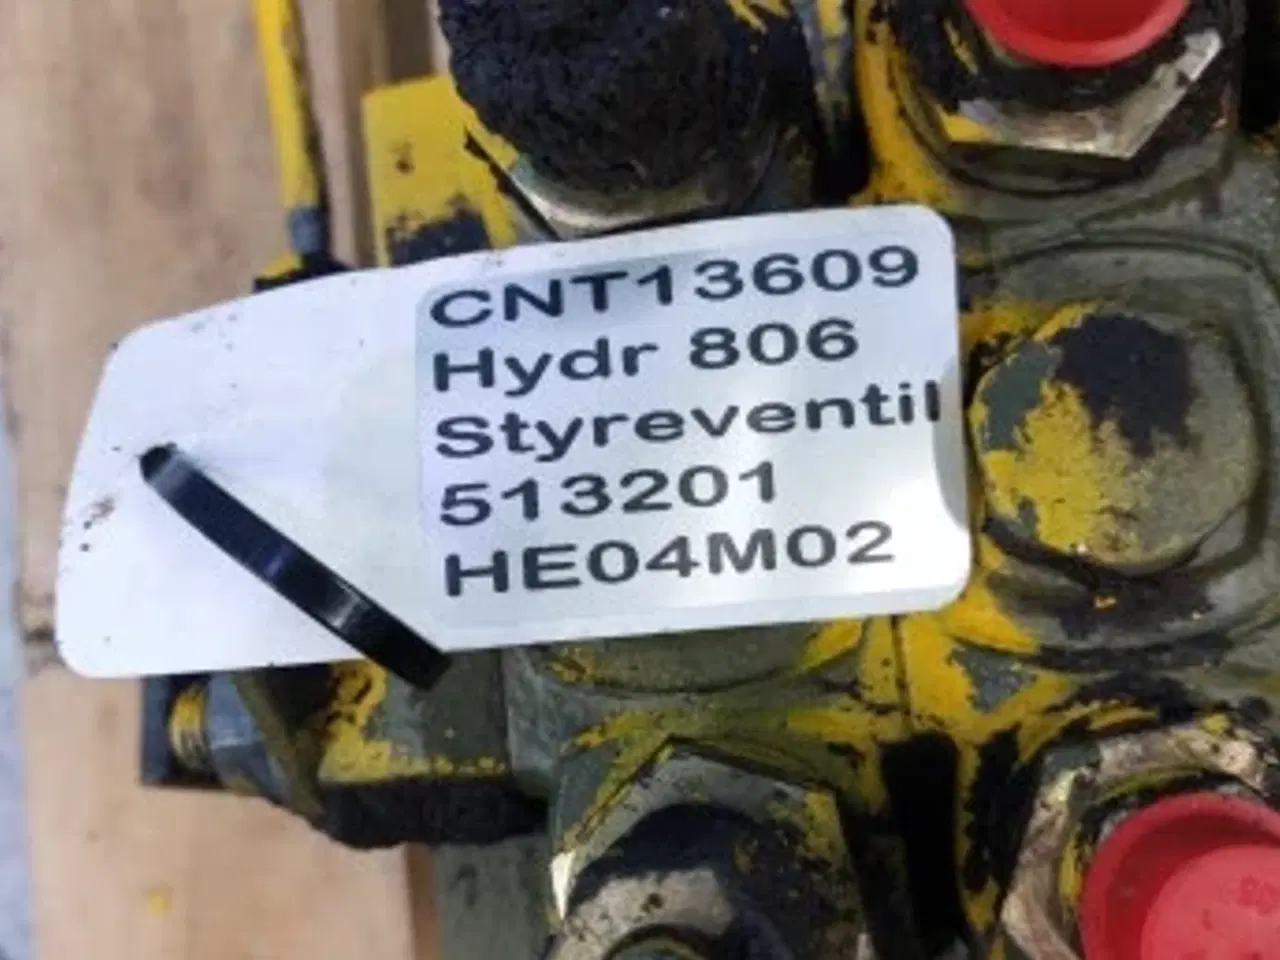 CNT13609
Hydr 806
Styreventil
513201
HE04M02